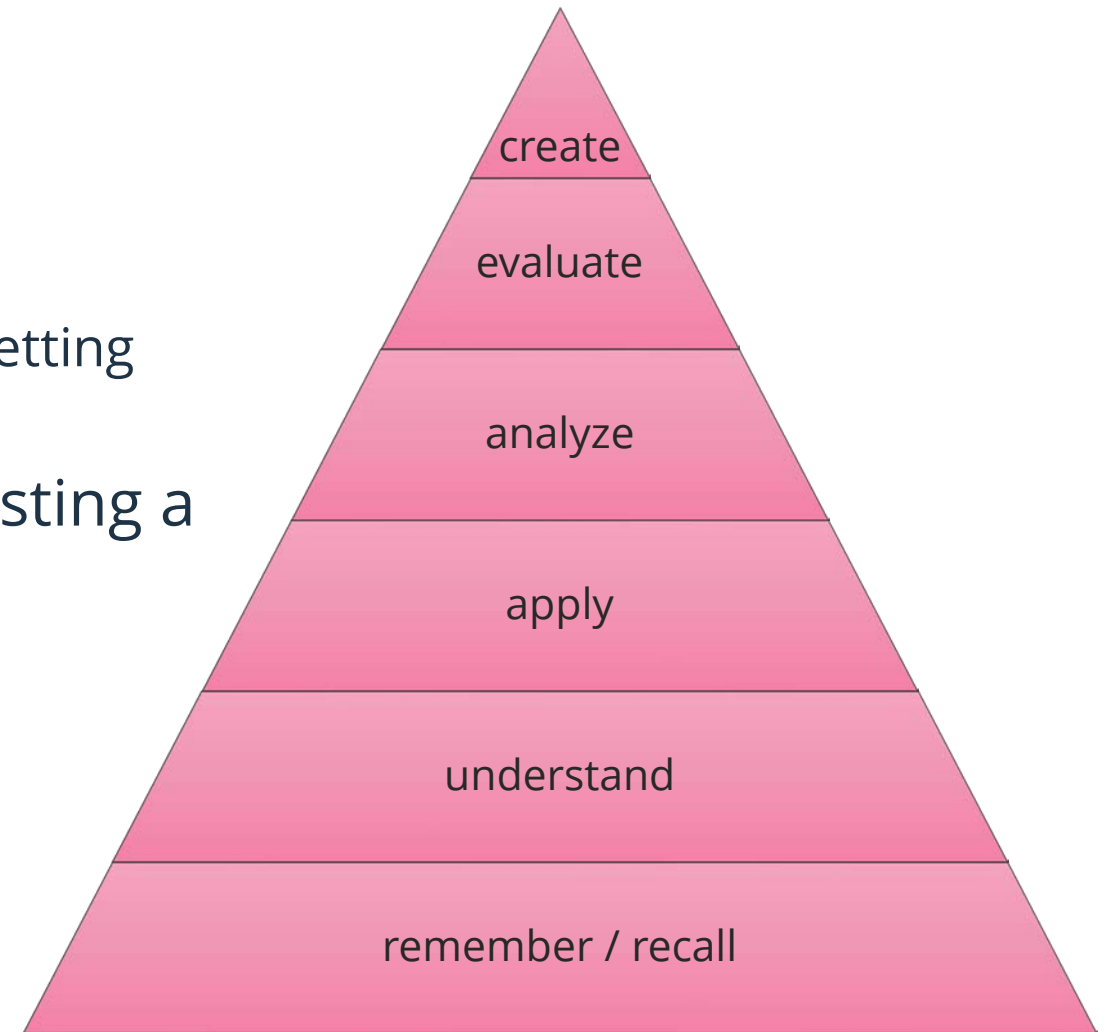 create
evaluate
etting
analyze
sting a
apply
understand
remember / recall